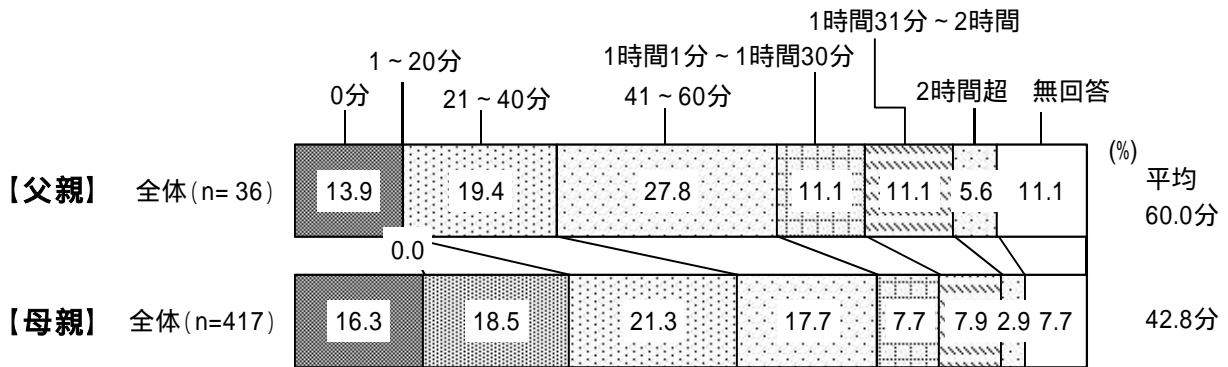 1時間31分～2時間
1～20分 1時間1分～1時間30分
0分 21～40分 41～60分 2時間超 無回答
(%)
【父親】 全体(n= 36) 13.9 19.4 27.8 11.1 11.1 5.6 11.1 平均
60.0分
0.0
【母親】 全体(n=417) 16.3 18.5 21.3 17.7 7.7 7.9 2.9 7.7 42.8分